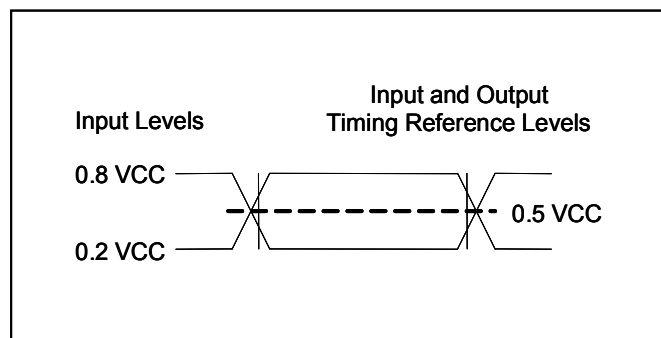 Input Levels
Input and Output
Timing Reference Levels
0.8 VCC
0.5 VCC
0.2 VCC